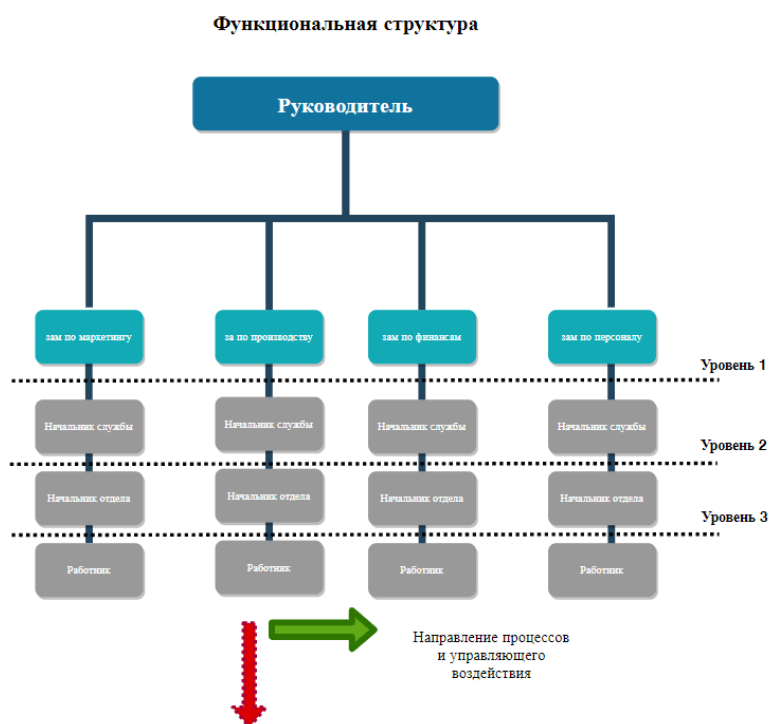 Функциональная структура
Руководитель
зам по маркетингу
за по производству
зам по финансам
зам по персоналу
Уровень 1
Начальник службы
Начальник службы
Начальник службы
Начальник службы
Уровень 2
Начальник отдела
Начальник отдела
Начальник отдела
Начальник отдела
Уровень 3
Работник
Работник
Работник
Работник
Направление процессов
и управляющего
воздействия